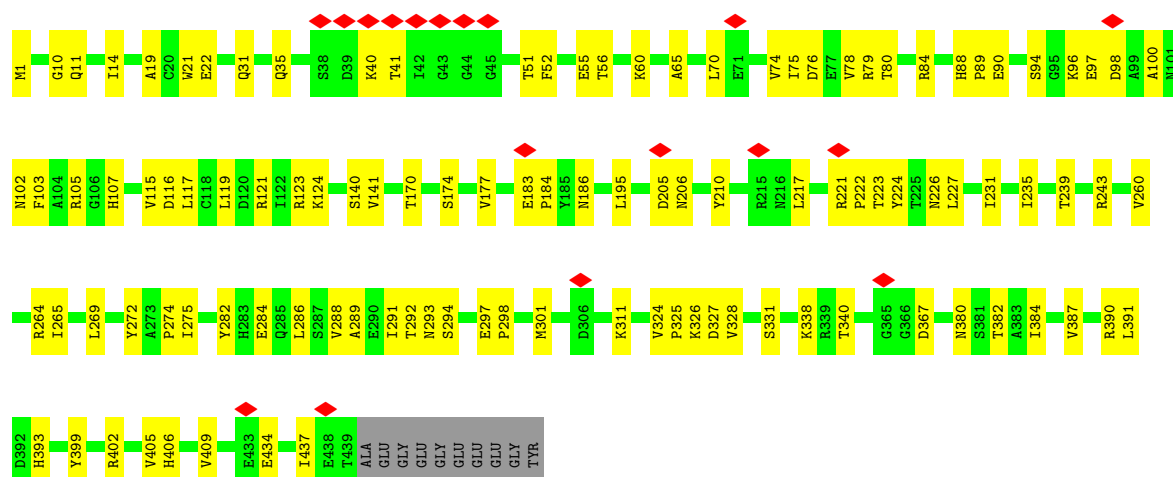 M1 G10 Q11 I14 A19 C20 W21 E22 Q31 Q35 S38 D39 K40 T41 I42 G43 G44 G45 T51 F52 E55 T56 K60 A65 L70 E71 V74 I75 D76 E77 V78 R79 T80 R84 H88 P89 E90 S94 G95 K96 E97 D98 A99 A100 N101
N102 F103 A104 R105 G106 H107 V115 D116 L117 C118 L119 D120 R121 I122 R123 K124 S140 V141 T170 S174 V177 E183 P184 Y185 N186 L195 D205 N206 Y210 R215 N216 L217 R221 P222 T223 Y224 T225 N226 L227 I231 I235 T239 R243 V260
R264 I265 L269 Y272 A273 P274 I275 Y282 H283 E284 Q285 L286 S287 V288 A289 E290 I291 T292 N293 S294 E297 P298 M301 D306 K311 V324 P325 K326 D327 V328 S331 K338 R339 T340 G365 G366 D367 N380 S381 T382 A383 I384 V387 R390 L391
D392 H393 Y399 R402 V405 H406 V409 E433 E434 I437 E438 T439 ALA GLU GLY GLU GLY GLU GLU GLU GLY TYR